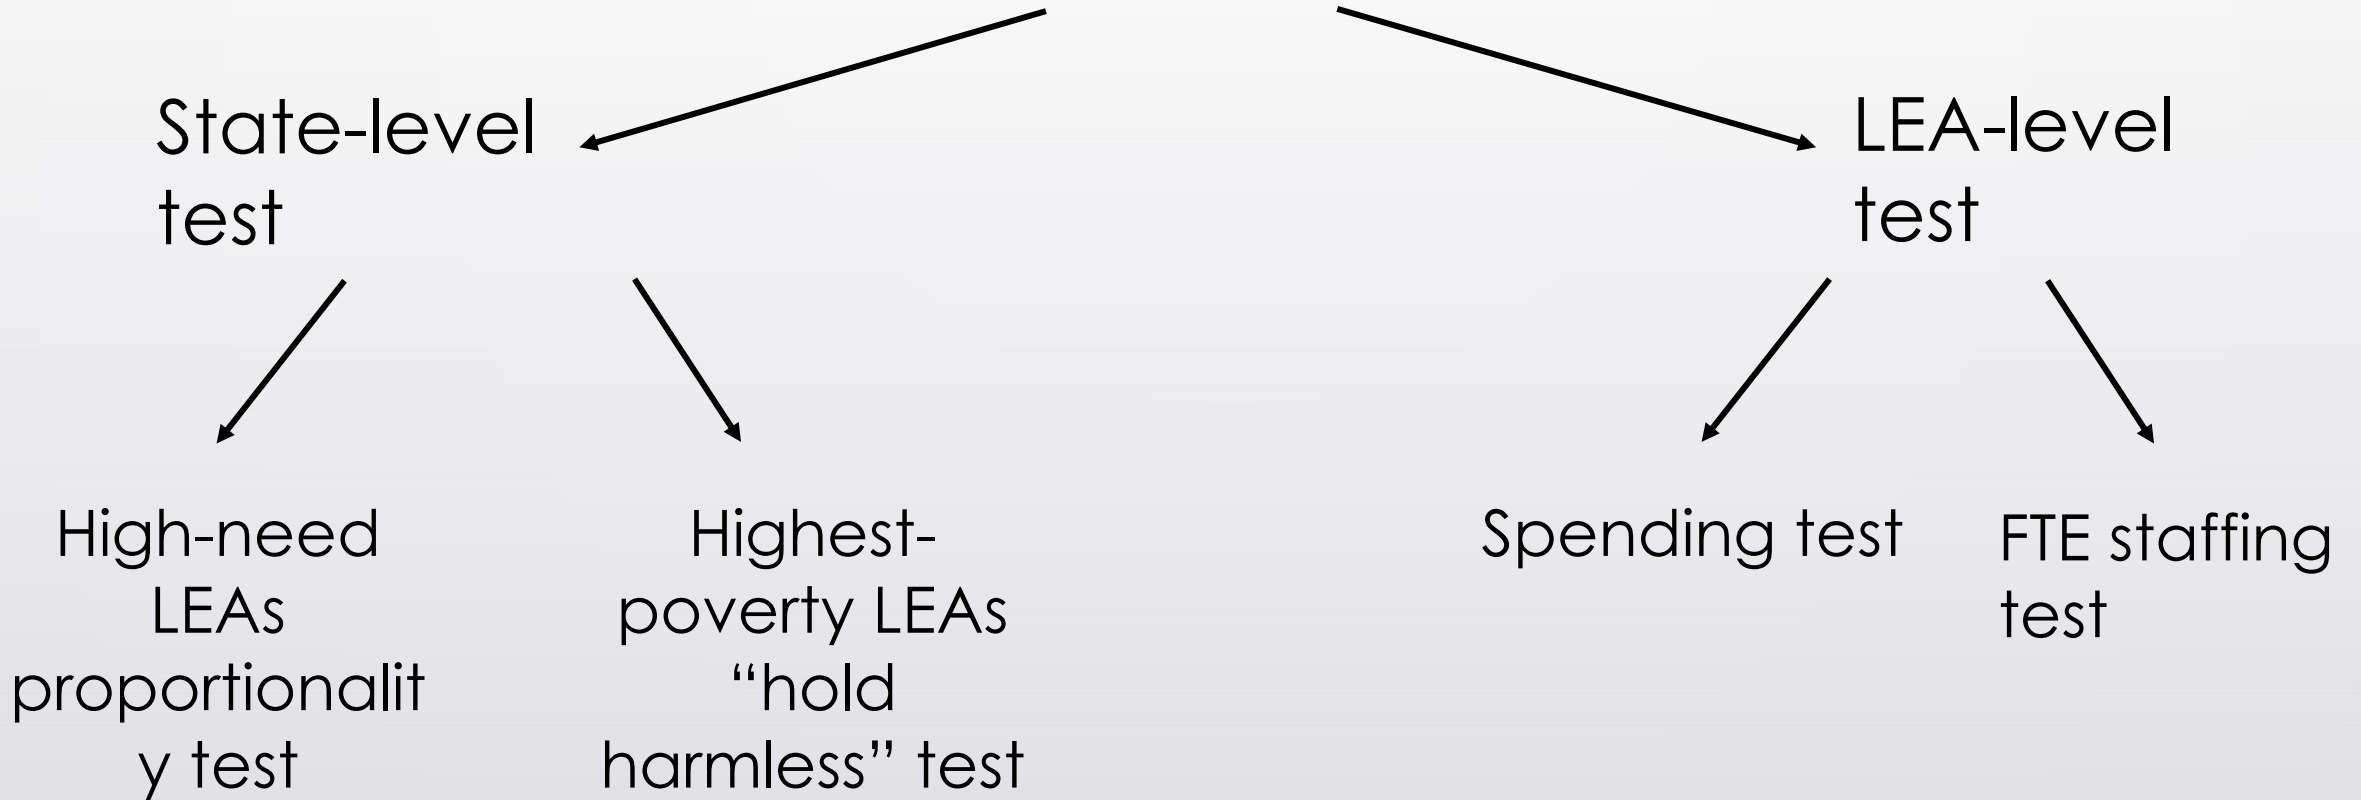 State-level
test
LEA-level
test
High-need
LEAs
proportionalit
y test
Highest-
poverty LEAs
“hold
harmless” test
Spending test
FTE staffing
test